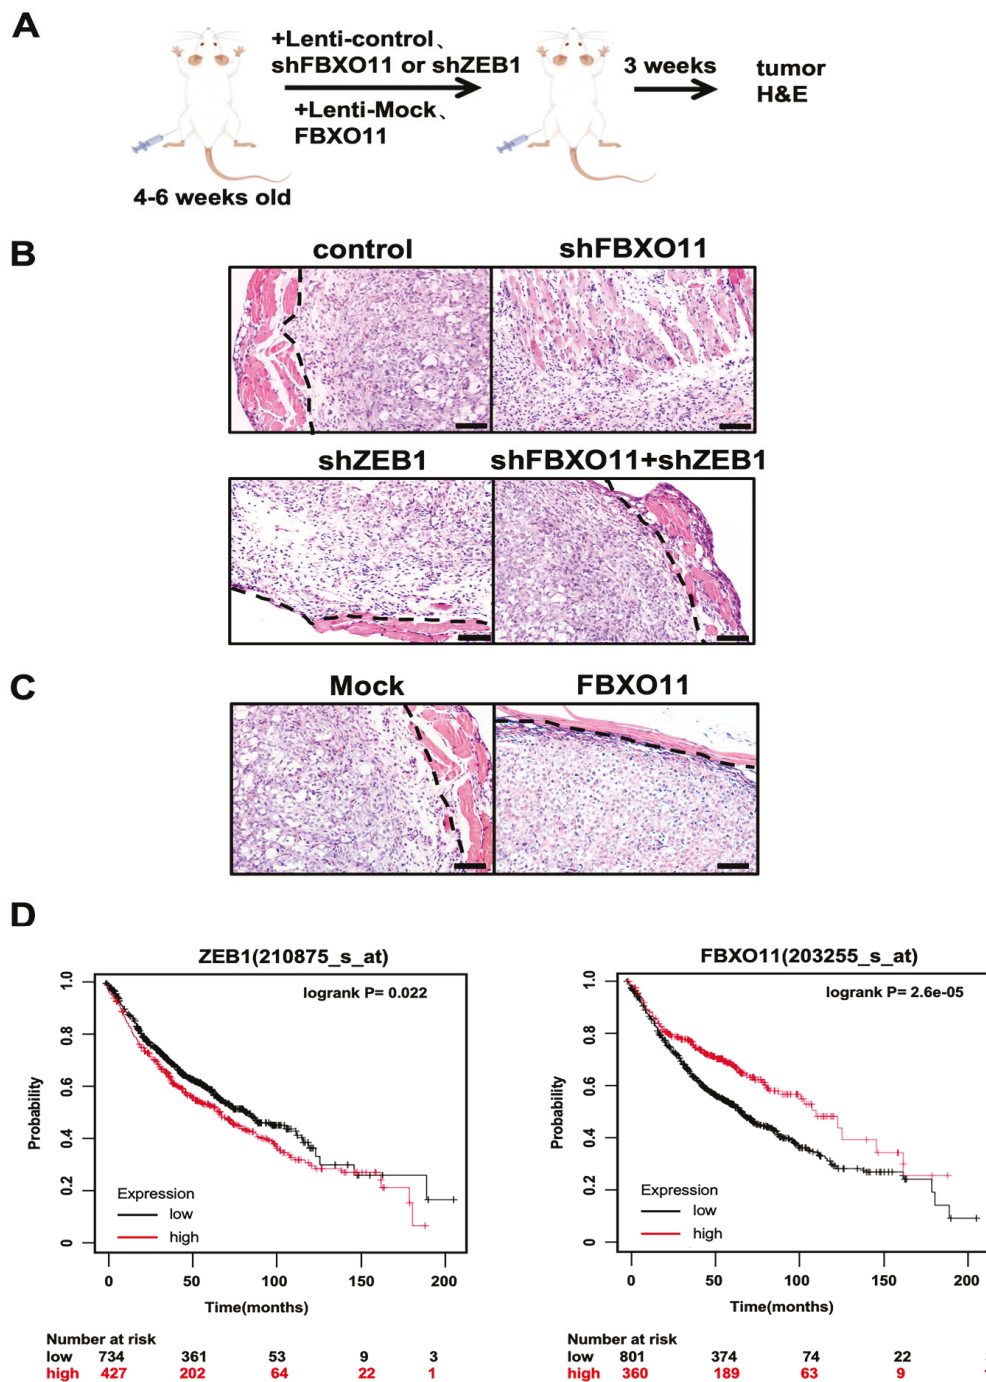 A
+Lenti-control、
shFBXO11 or shZEB1
+Lenti-Mock、
FBXO11
3 weeks
tumor
H&E
4-6 weeks old
B
control
shFBXO11
shZEB1
shFBXO11+shZEB1
C
Mock
FBXO11
D
ZEB1(210875_s_at)
logrank P= 0.022
Probability
1.0
0.8
0.6
0.4
0.2
0
Expression
low
high
0 50 100 150 200
Time(months)
Number at risk
low 734 361 53 9 3
high 427 202 64 22 1
FBXO11(203255_s_at)
logrank P= 2.6e-05
Probability
1.0
0.8
0.6
0.4
0.2
0
Expression
low
high
0 50 100 150 200
Time(months)
Number at risk
low 801 374 74 22
high 360 189 63 9